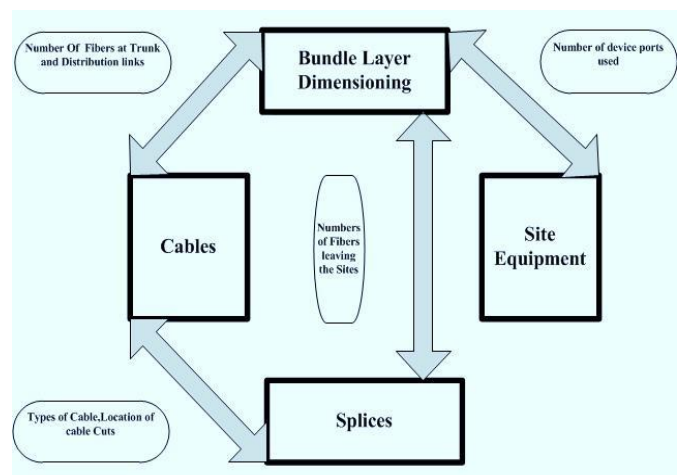 Number Of Fibers at Trunk
and Distribution links
Bundle Layer
Dimensioning
Number of device ports
used
Cables
Numbers
of Fibers
leaving
the Sites
Site
Equipment
Types of Cable,Location of
cable Cuts
Splices